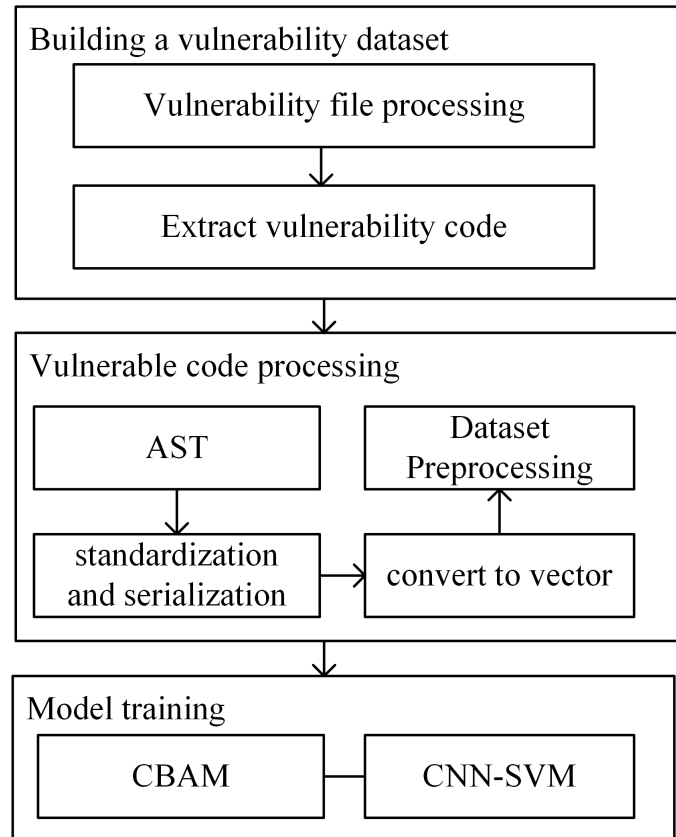 Building a vulnerability dataset
Vulnerability file processing
Extract vulnerability code
Vulnerable code processing
AST
Dataset
Preprocessing
standardization
and serialization
convert to vector
Model training
CBAM
CNN-SVM